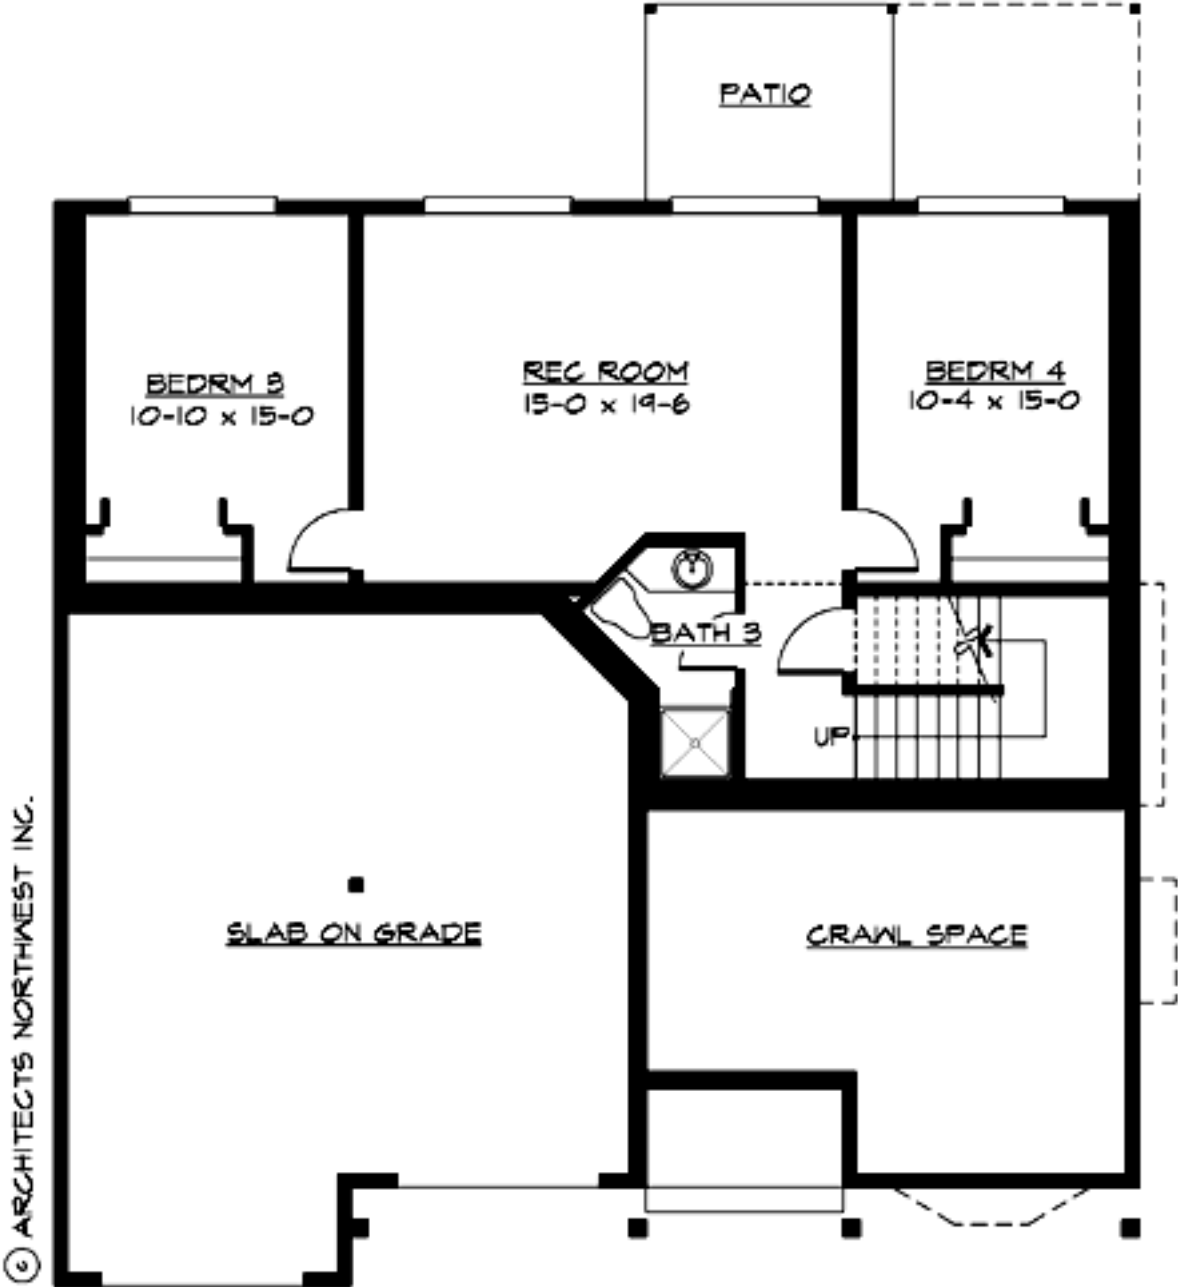 PATIO
BEDRM 3
10-10 x 15-0
REC ROOM
15-0 x 19-6
BEDRM 4
10-4 x 15-0
BATH 3
UP
SLAB ON GRADE
CRAWL SPACE
© ARCHITECTS NORTHWEST INC.